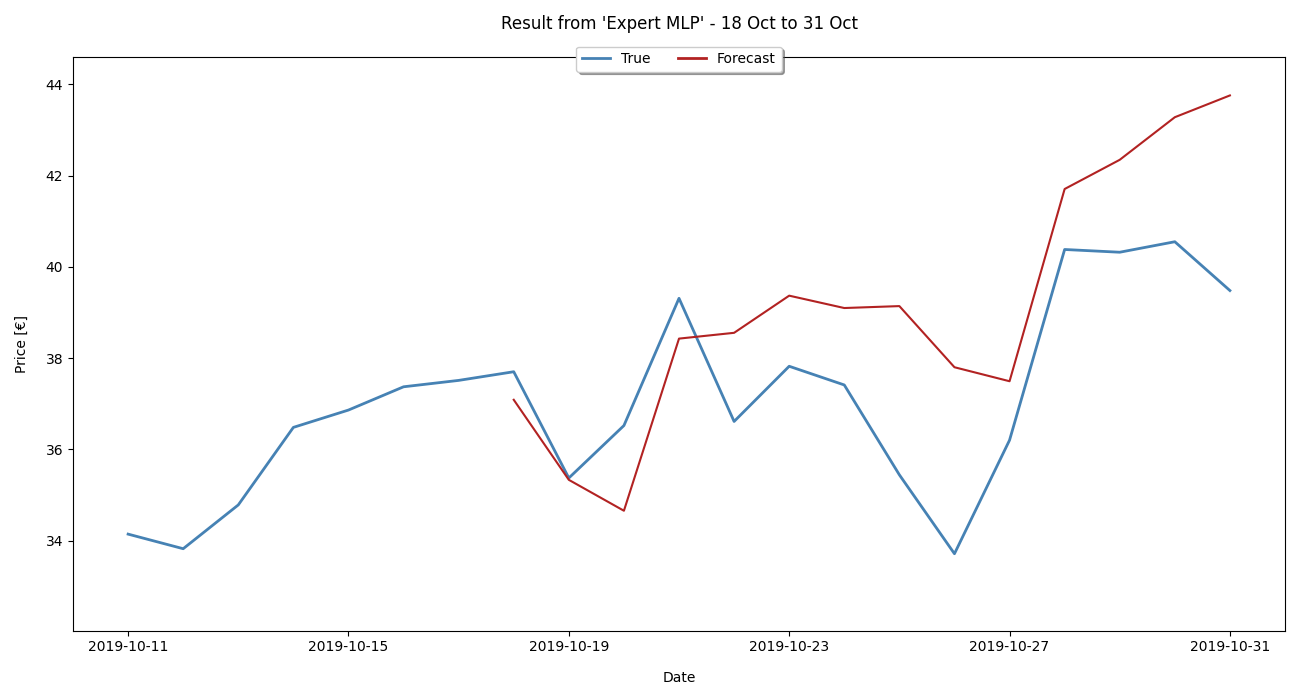 Result from 'Expert MLP' - 18 Oct to 31 Oct
True Forecast
44
42
40
38
36
34
Price [€]
2019-10-11 2019-10-15 2019-10-19 2019-10-23 2019-10-27 2019-10-31
Date